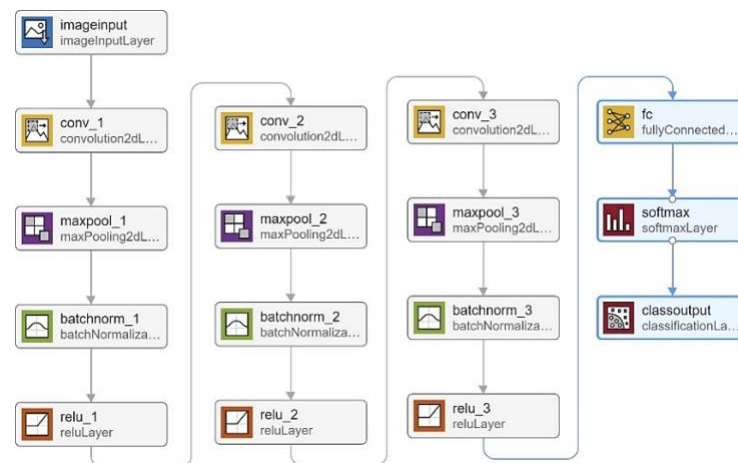 imageinput
imageInputLayer
conv_1
convolution2dL...
maxpool_1
maxPooling2dL...
batchnorm_1
batchNormaliza...
relu_1
reluLayer
conv_2
convolution2dL...
maxpool_2
maxPooling2dL...
batchnorm_2
batchNormaliza...
relu_2
reluLayer
conv_3
convolution2dL...
maxpool_3
maxPooling2dL...
batchnorm_3
batchNormaliza...
relu_3
reluLayer
fc
fullyConnected...
softmax
softmaxLayer
classoutput
classificationLa...